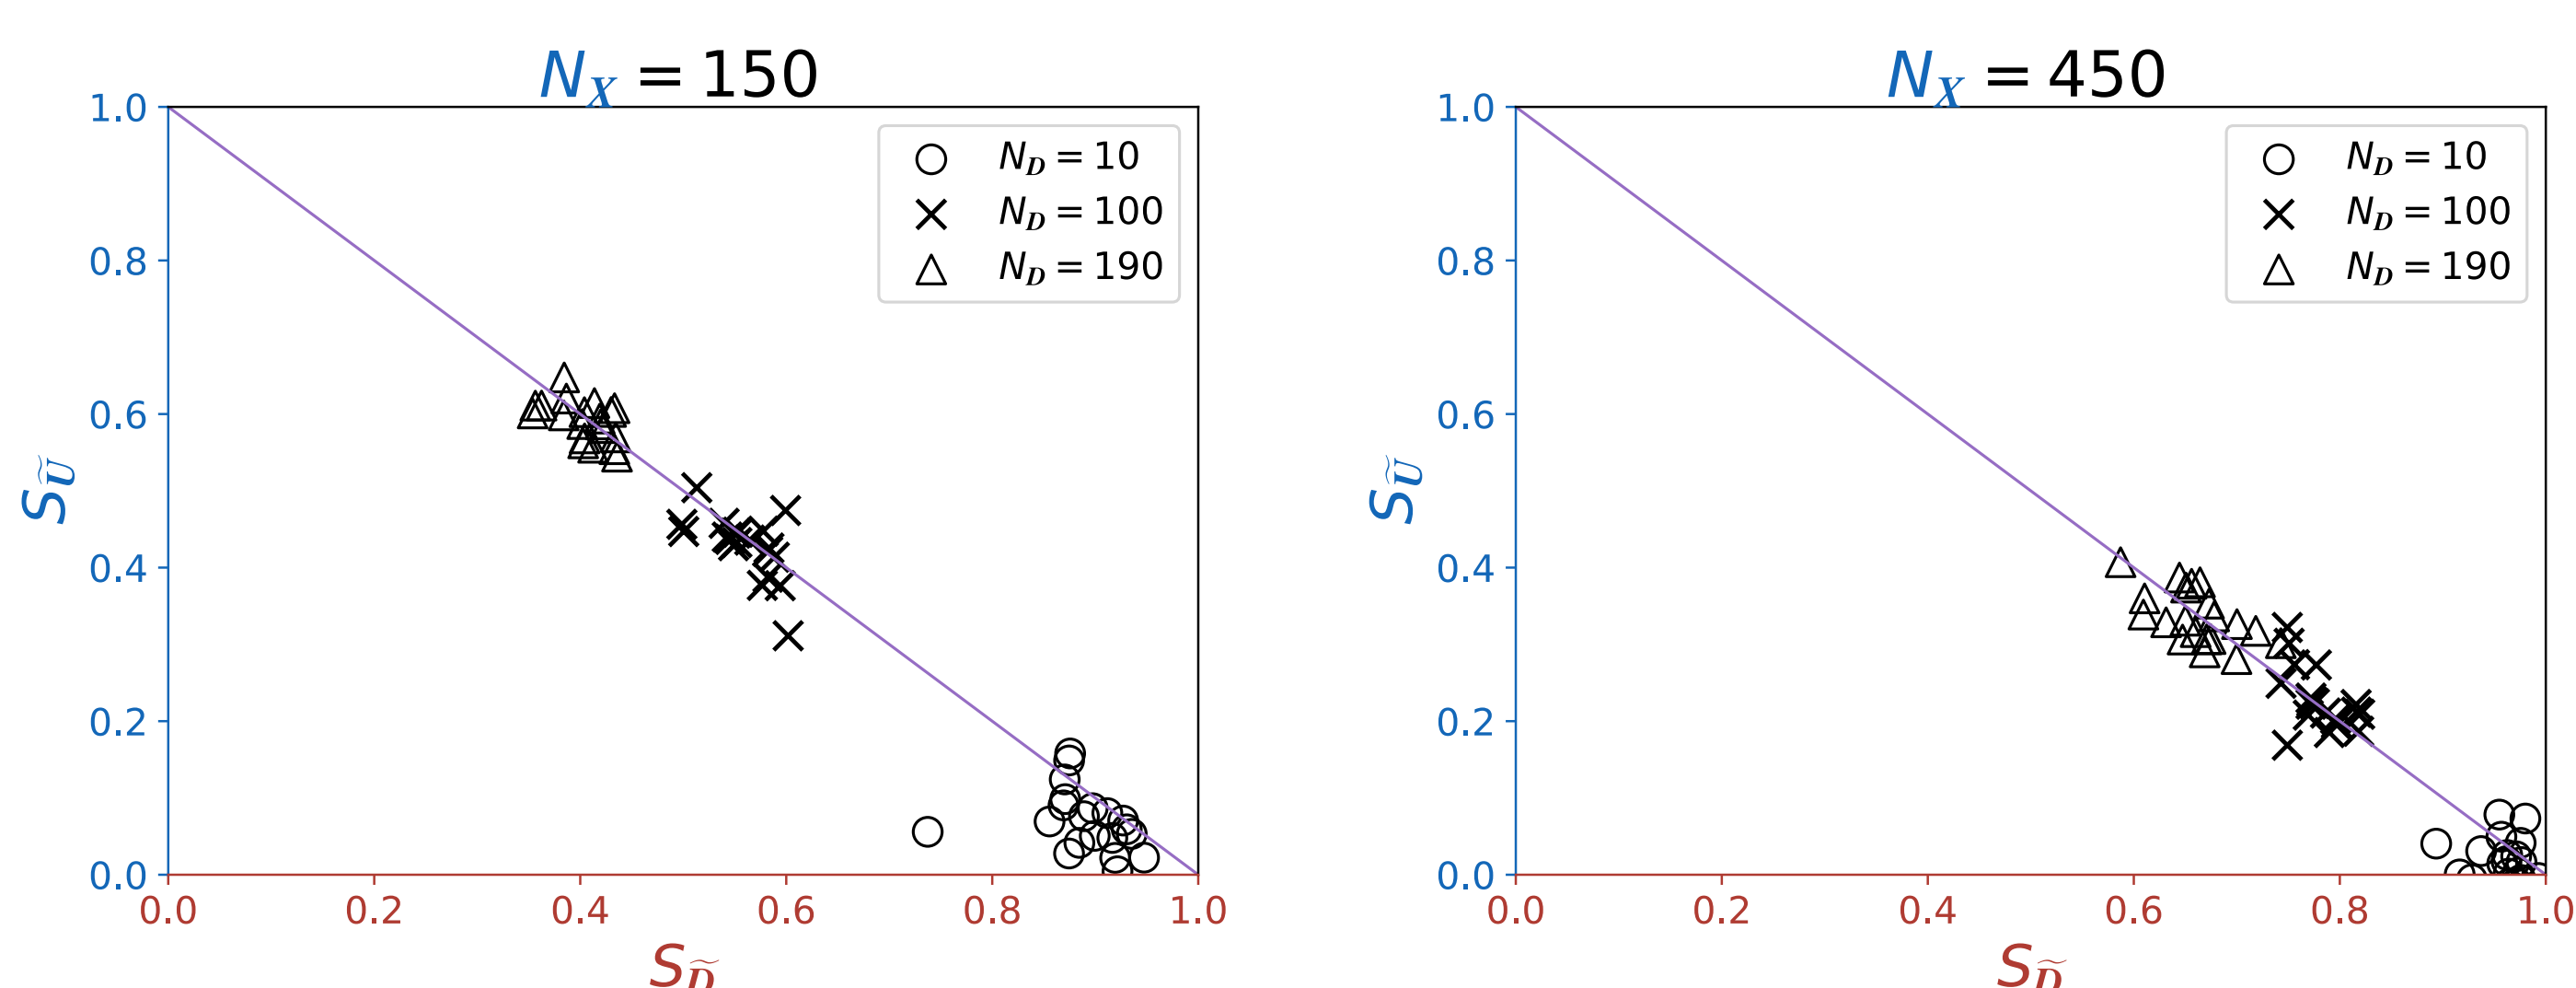 N_X = 150
1.0
0.8
0.6
0.4
0.2
0.0
S_Ũ
N_D = 10
N_D = 100
N_D = 190
0.0 0.2 0.4 0.6 0.8 1.0
S_D̃
N_X = 450
1.0
0.8
0.6
0.4
0.2
0.0
S_Ũ
N_D = 10
N_D = 100
N_D = 190
0.0 0.2 0.4 0.6 0.8 1.0
S_D̃